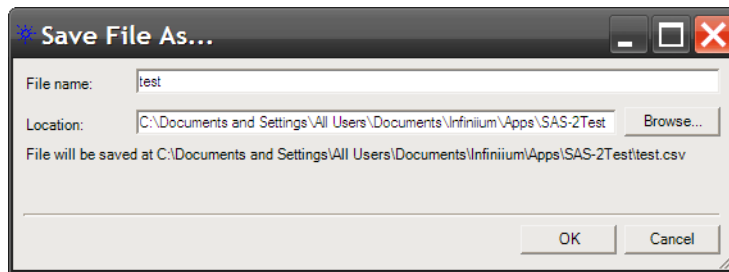 Save File As...
File name: test
Location: C:\Documents and Settings\All Users\Documents\Infiniium\Apps\SAS-2Test Browse...
File will be saved at C:\Documents and Settings\All Users\Documents\Infiniium\Apps\SAS-2Test\test.csv
OK Cancel